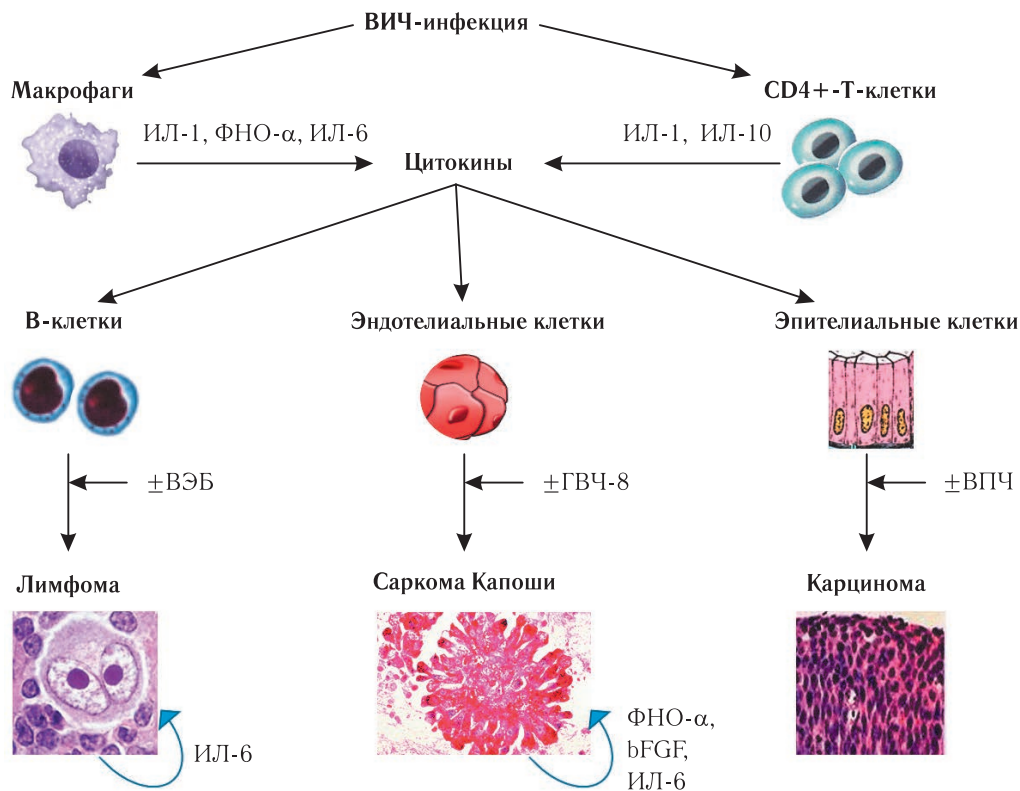 ВИЧ-инфекция
Макрофаги
CD4+-Т-клетки
ИЛ-1, ФНО-α, ИЛ-6
ИЛ-1, ИЛ-10
Цитокины
В-клетки
Эндотелиальные клетки
Эпителиальные клетки
±ВЭБ
±ГВЧ-8
±ВПЧ
Лимфома
Саркома Капоши
Карцинома
ИЛ-6
ФНО-α,
bFGF,
ИЛ-6